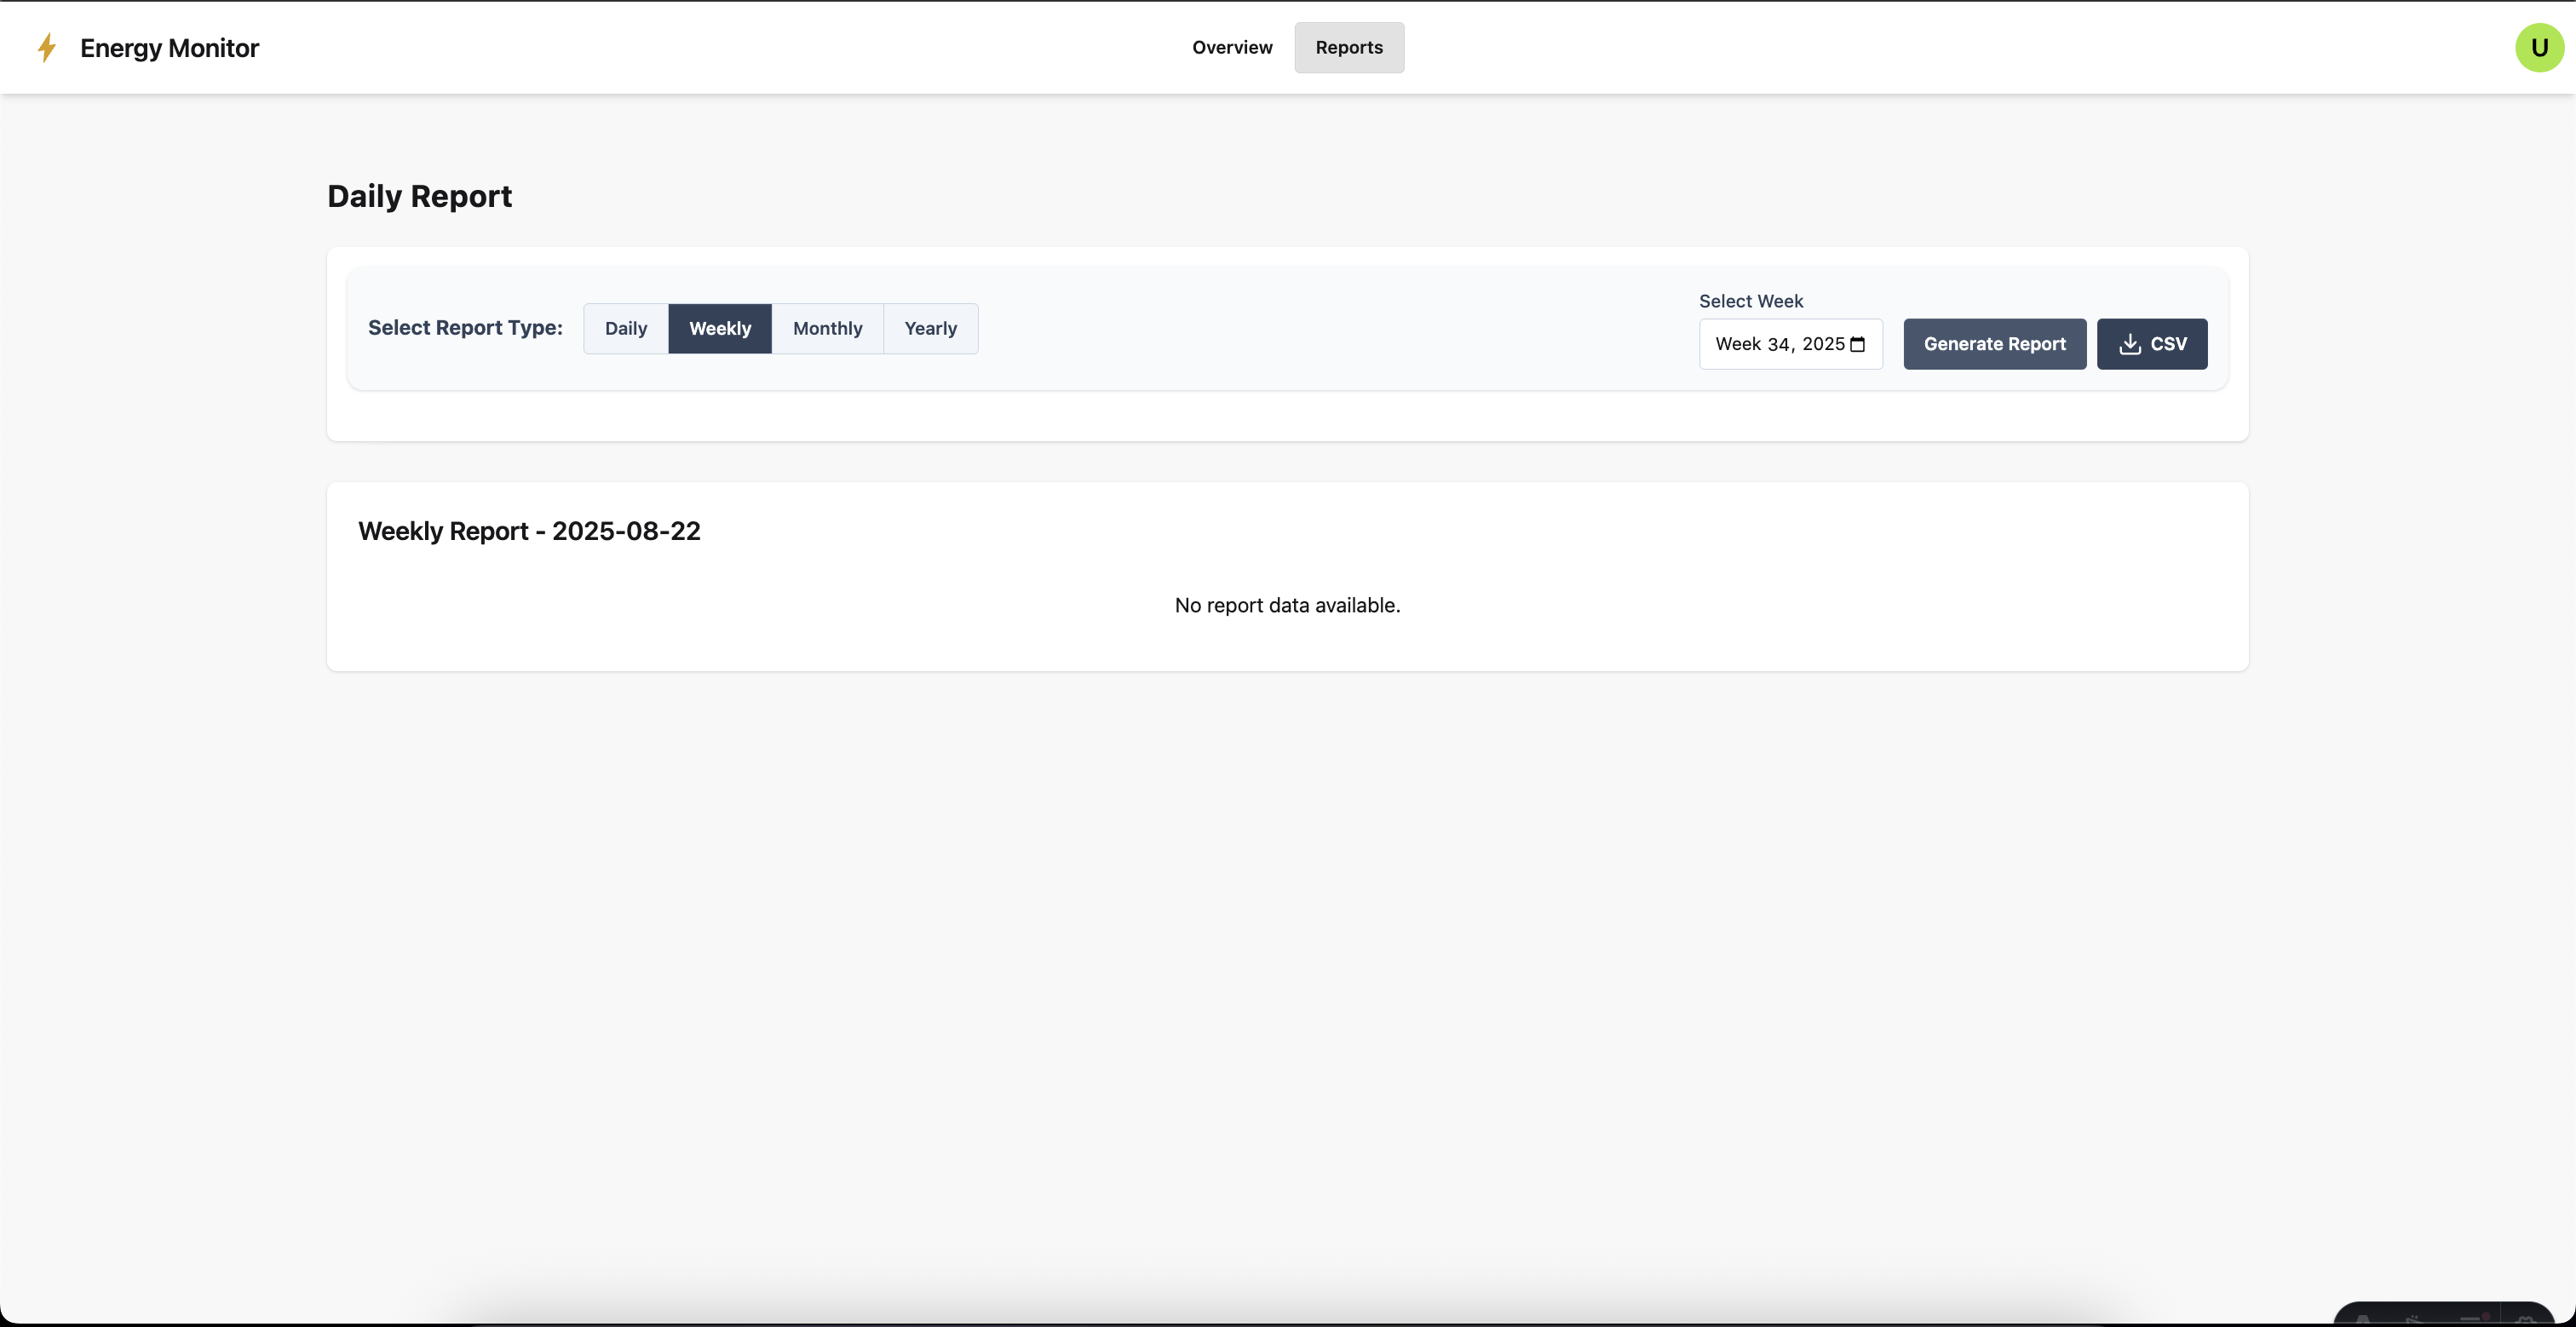 Energy Monitor
Overview
Reports
U
Daily Report
Select Report Type:
Daily
Weekly
Monthly
Yearly
Select Week
Week 34, 2025
Generate Report
CSV
Weekly Report - 2025-08-22
No report data available.